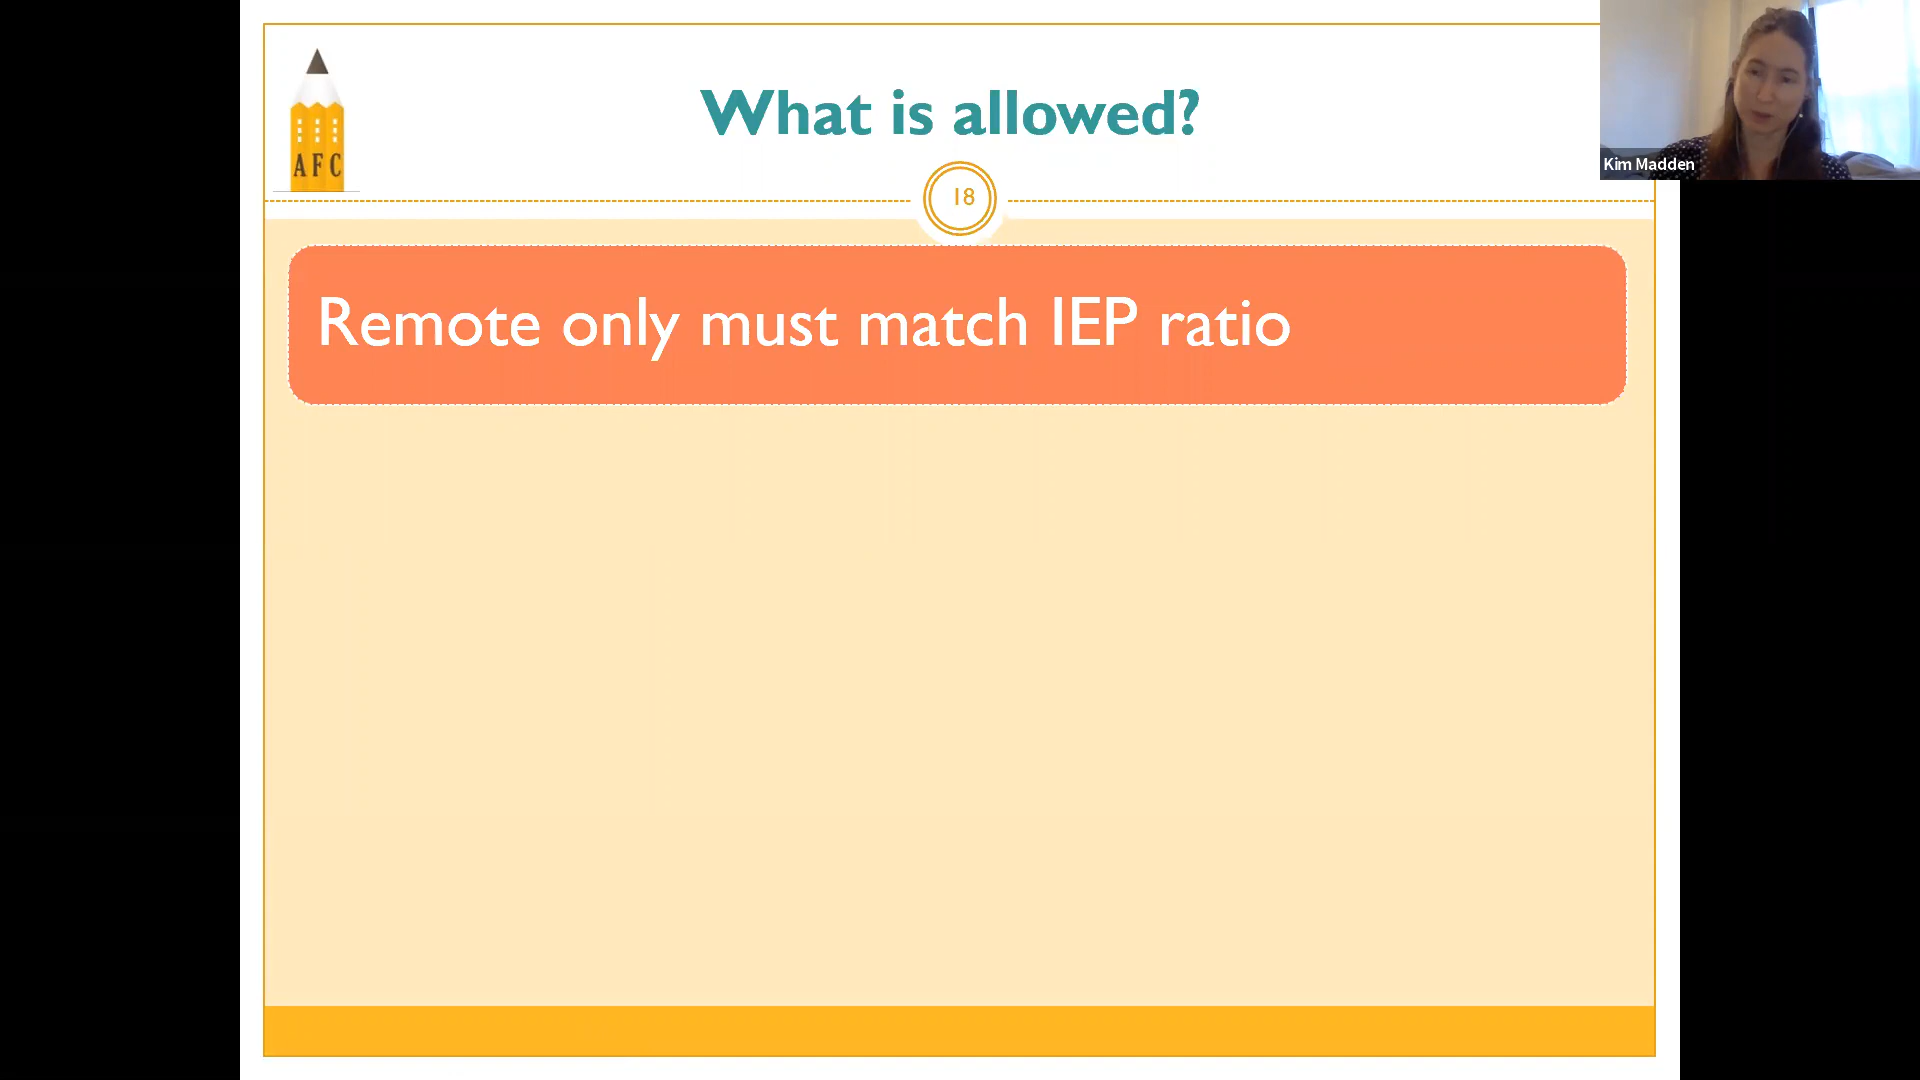 What is allowed?
Kim Madden
AFC
18
Remote only must match IEP ratio